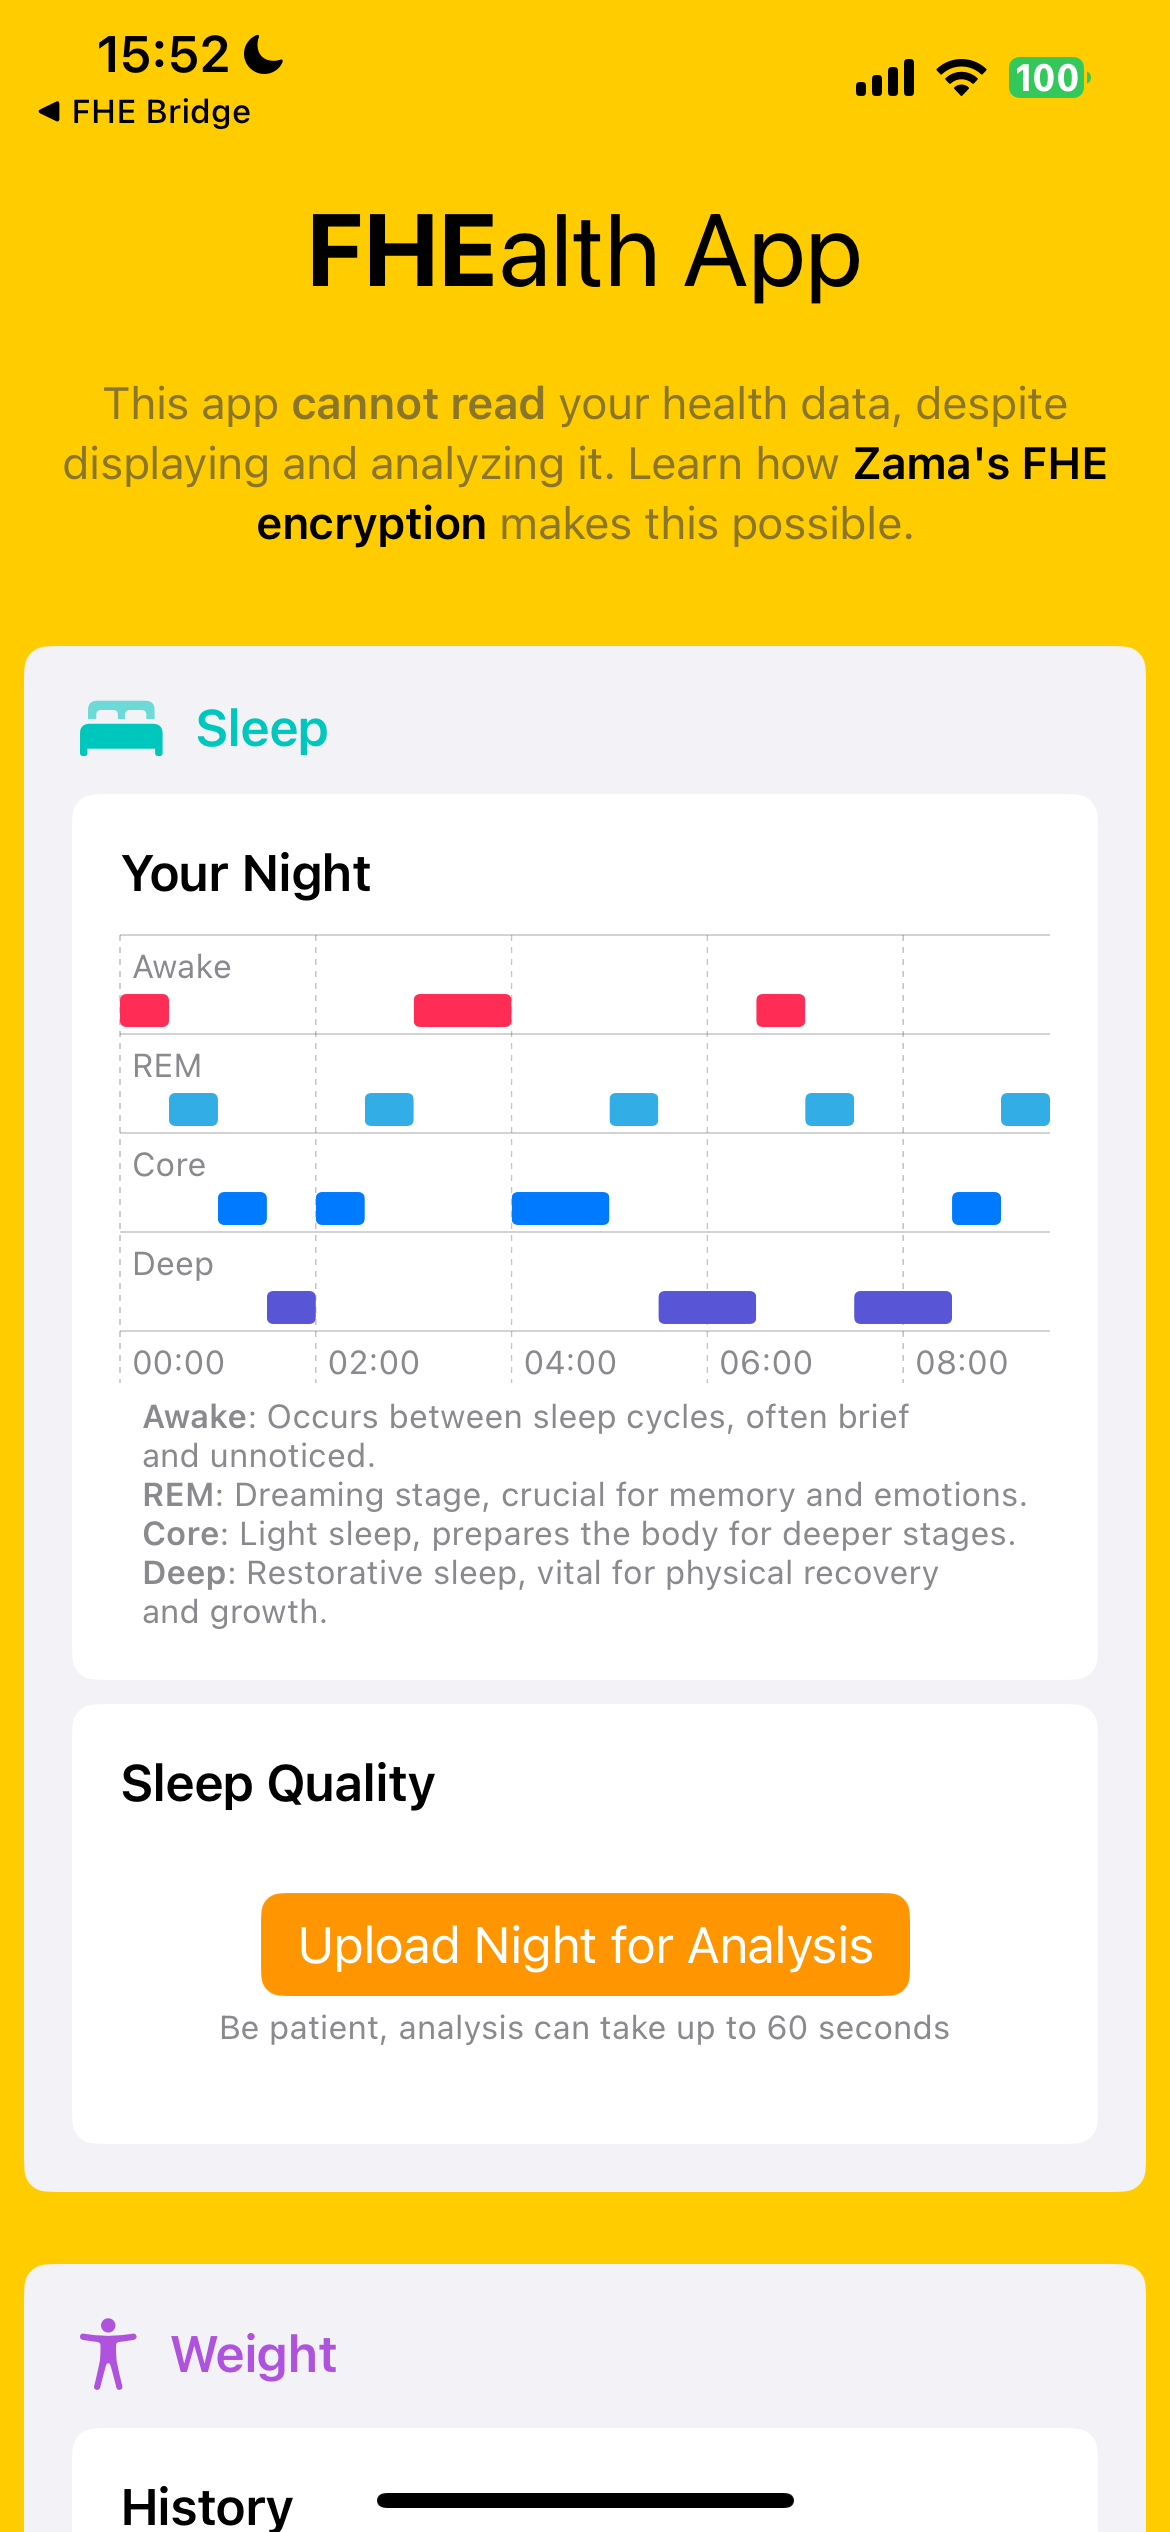 15:52
100
FHE Bridge
FHEalth App
This app cannot read your health data, despite
displaying and analyzing it. Learn how Zama's FHE
encryption makes this possible.
Sleep
Your Night
Awake
REM
Core
Deep
00:00 02:00 04:00 06:00 08:00
Awake: Occurs between sleep cycles, often brief
and unnoticed.
REM: Dreaming stage, crucial for memory and emotions.
Core: Light sleep, prepares the body for deeper stages.
Deep: Restorative sleep, vital for physical recovery
and growth.
Sleep Quality
Upload Night for Analysis
Be patient, analysis can take up to 60 seconds
Weight
History